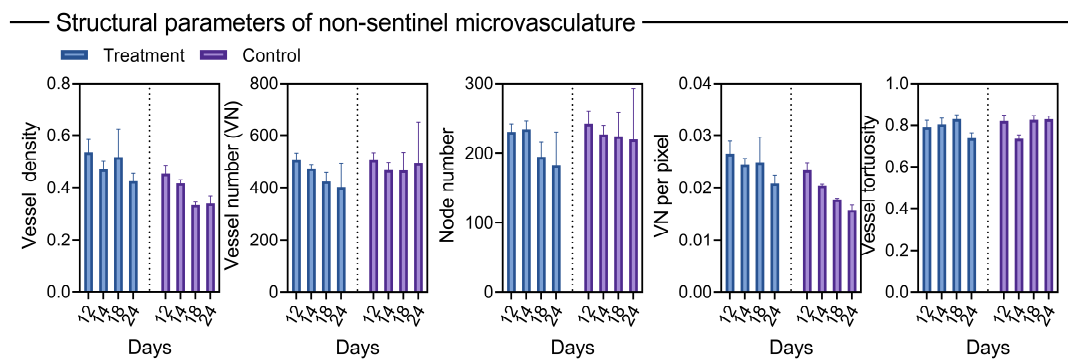 Structural parameters of non-sentinel microvasculature
Treatment
Control
Vessel density
0.8
0.6
0.4
0.2
0.0
12 14 18 24 12 14 18 24
Days
Vessel number (VN)
800
600
400
200
0
12 14 18 24 12 14 18 24
Days
Node number
300
200
100
0
12 14 18 24 12 14 18 24
Days
VN per pixel
0.04
0.03
0.02
0.01
0.00
12 14 18 24 12 14 18 24
Days
Vessel tortuosity
1.0
0.8
0.6
0.4
0.2
0.0
12 14 18 24 12 14 18 24
Days